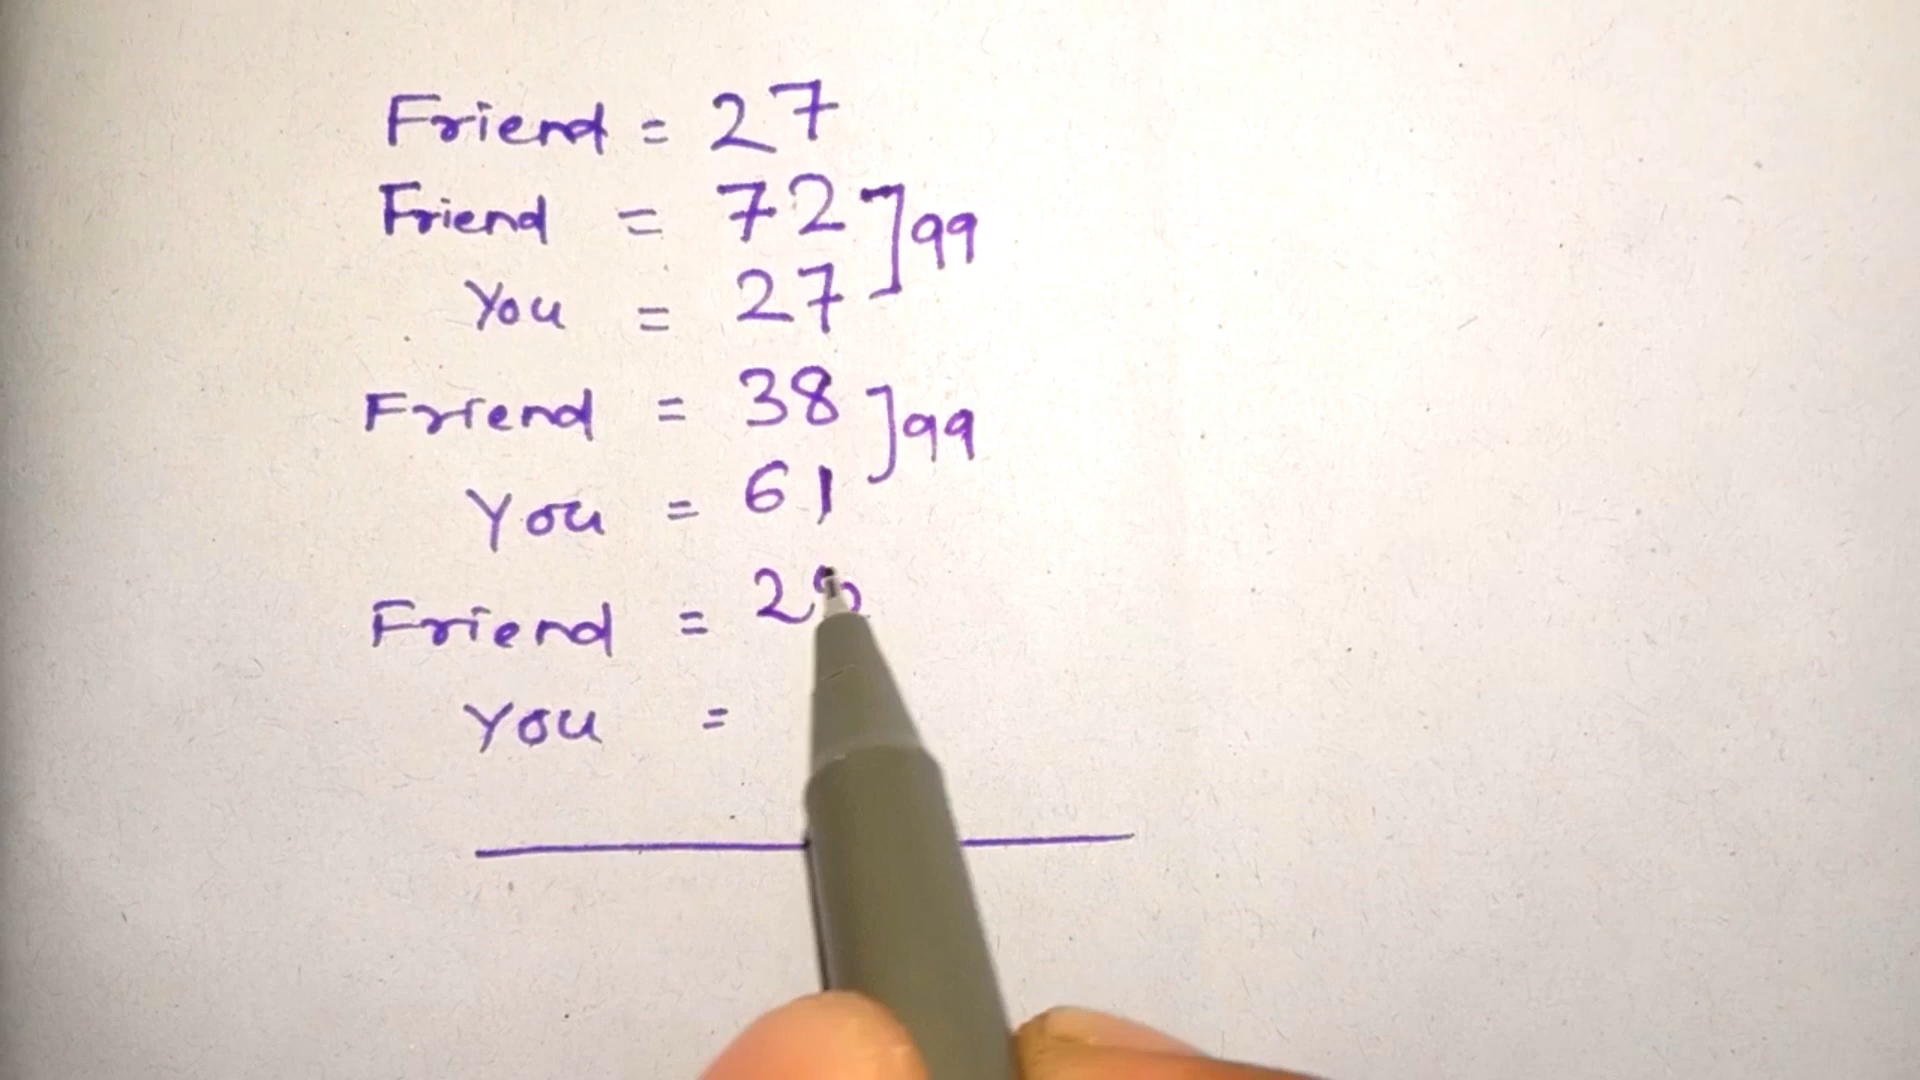 Friend = 27
Friend = 72 ] 99
You = 27
Friend = 38 ] 99
You = 61
Friend = 2
You =